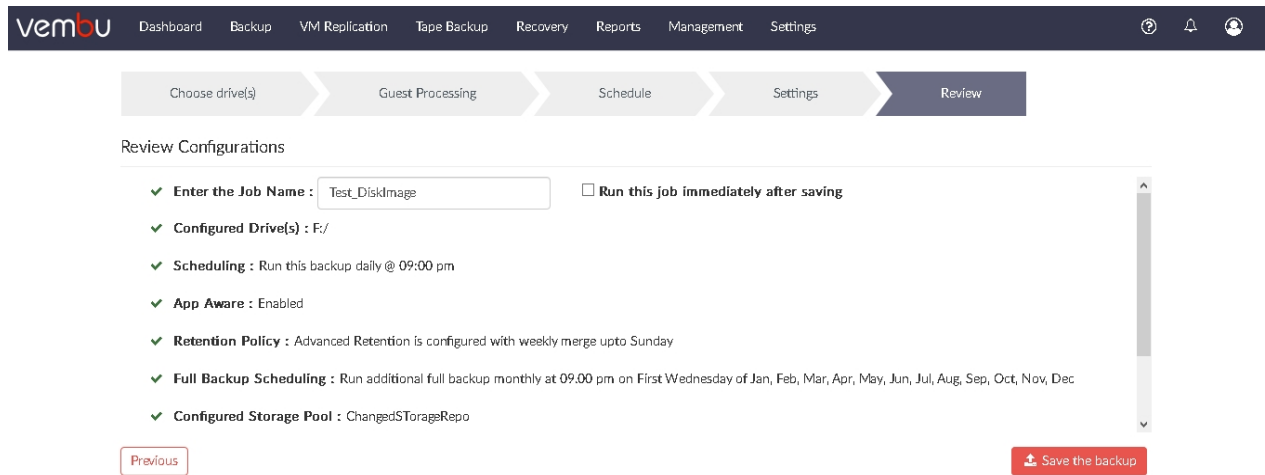 vembu Dashboard Backup VM Replication Tape Backup Recovery Reports Management Settings
Choose drive(s) Guest Processing Schedule Settings Review
Review Configurations
Enter the Job Name : Test_DiskImage Run this job immediately after saving
Configured Drive(s) : F:/
Scheduling : Run this backup daily @ 09:00 pm
App Aware : Enabled
Retention Policy : Advanced Retention is configured with weekly merge upto Sunday
Full Backup Scheduling : Run additional full backup monthly at 09.00 pm on First Wednesday of Jan, Feb, Mar, Apr, May, Jun, Jul, Aug, Sep, Oct, Nov, Dec
Configured Storage Pool : ChangedSTorageRepo
Previous Save the backup